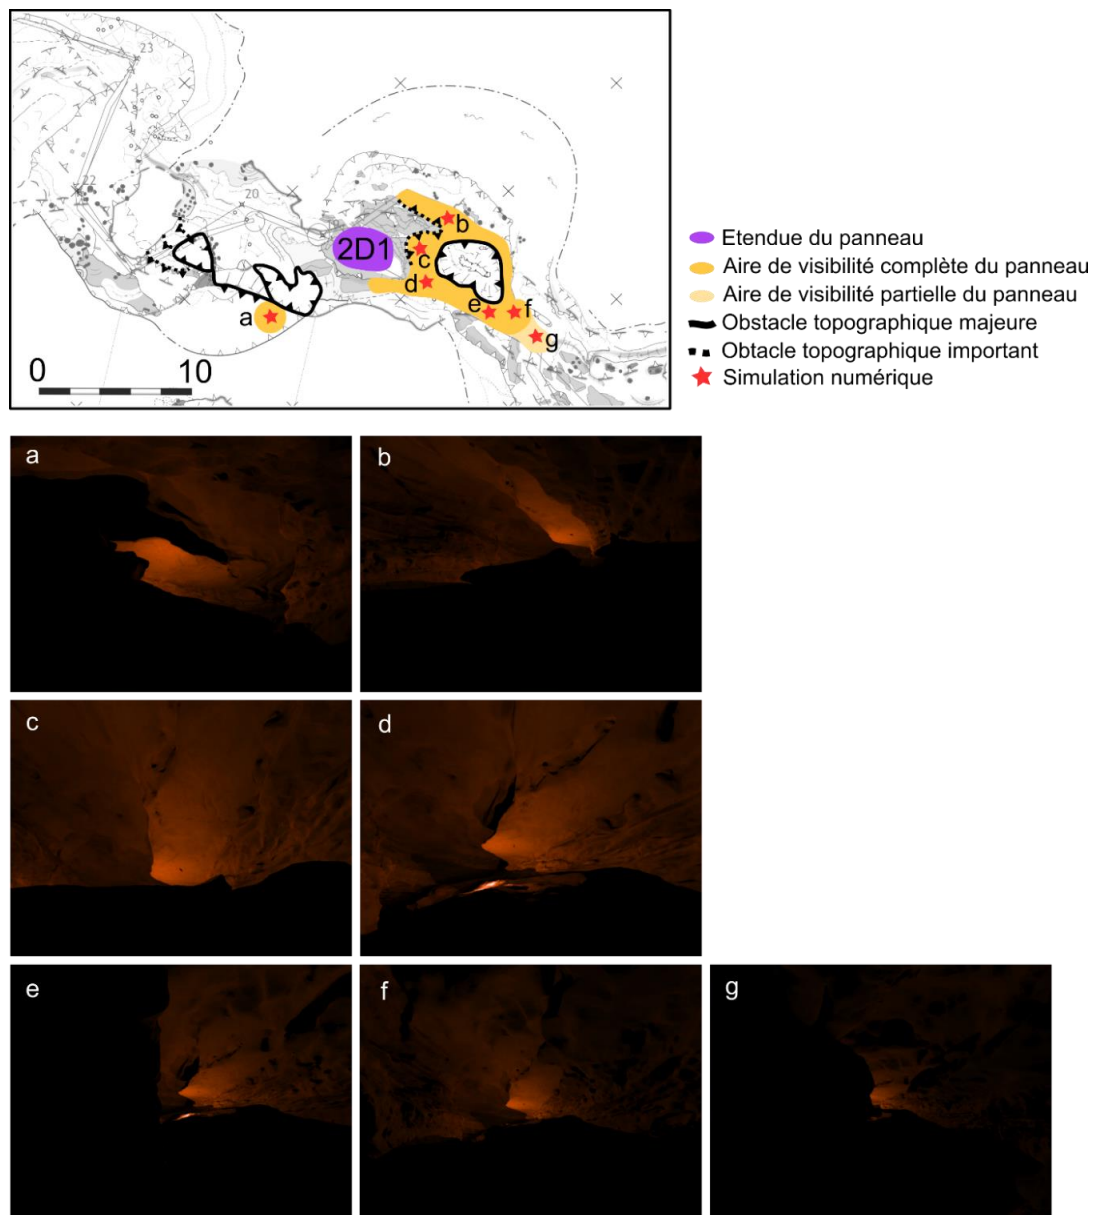 23
22
20
2D1
b
c
d
e
f
a
g
0 10
Etendue du panneau
Aire de visibilité complète du panneau
Aire de visibilité partielle du panneau
Obstacle topographique majeure
Obtacle topographique important
Simulation numérique
a
b
c
d
e
f
g